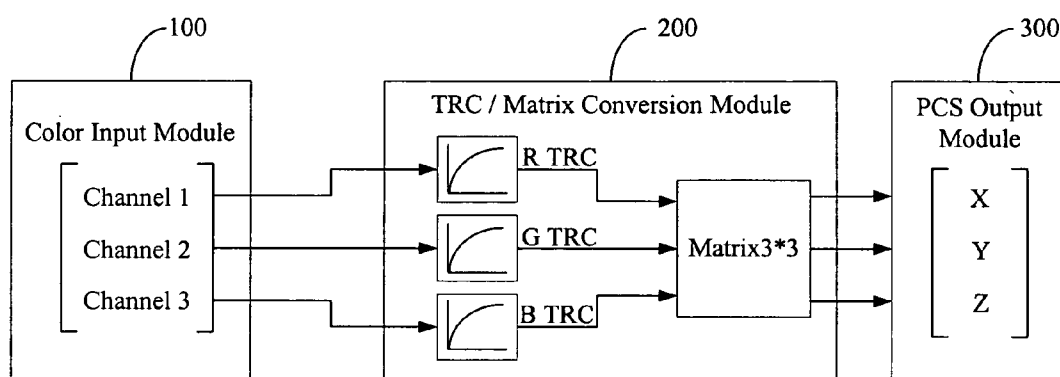 100
200
300
Color Input Module
Channel 1
Channel 2
Channel 3
TRC / Matrix Conversion Module
R TRC
G TRC
B TRC
Matrix3*3
PCS Output
Module
X
Y
Z